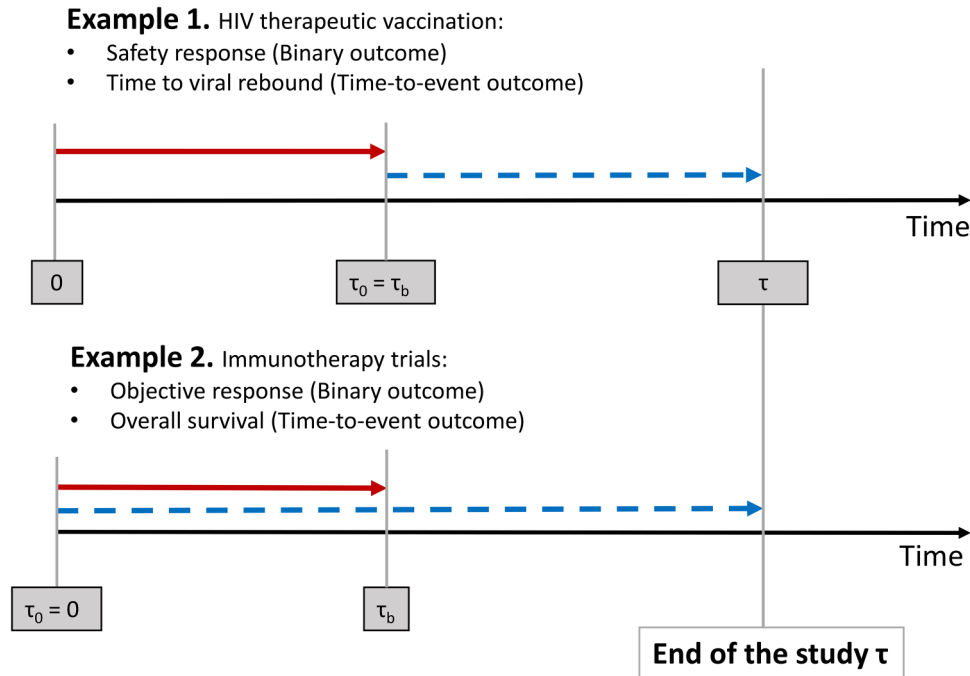 Example 1. HIV therapeutic vaccination:
• Safety response (Binary outcome)
• Time to viral rebound (Time-to-event outcome)
Time
0
τ₀ = τ_b
τ
Example 2. Immunotherapy trials:
• Objective response (Binary outcome)
• Overall survival (Time-to-event outcome)
Time
τ₀ = 0
τ_b
End of the study τ